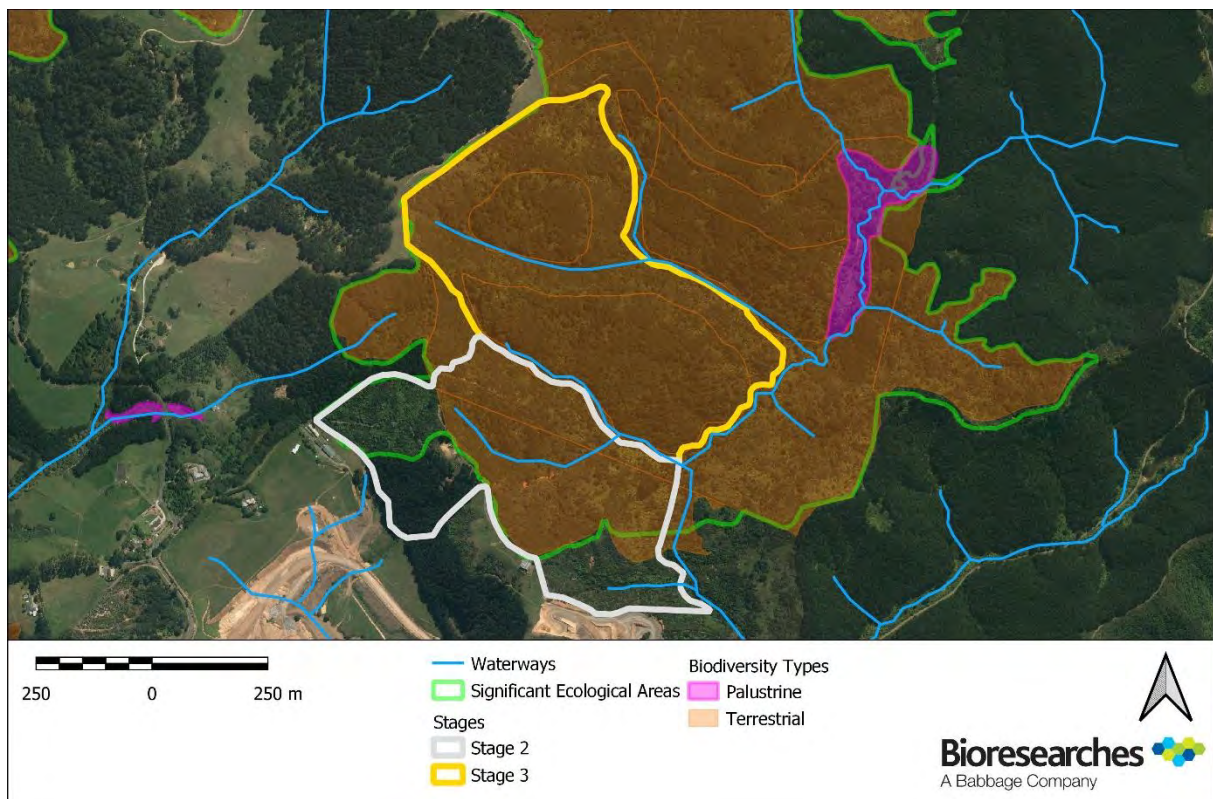 250 0 250 m
Waterways
Significant Ecological Areas
Stages
Stage 2
Stage 3
Biodiversity Types
Palustrine
Terrestrial
Bioresearches
A Babbage Company